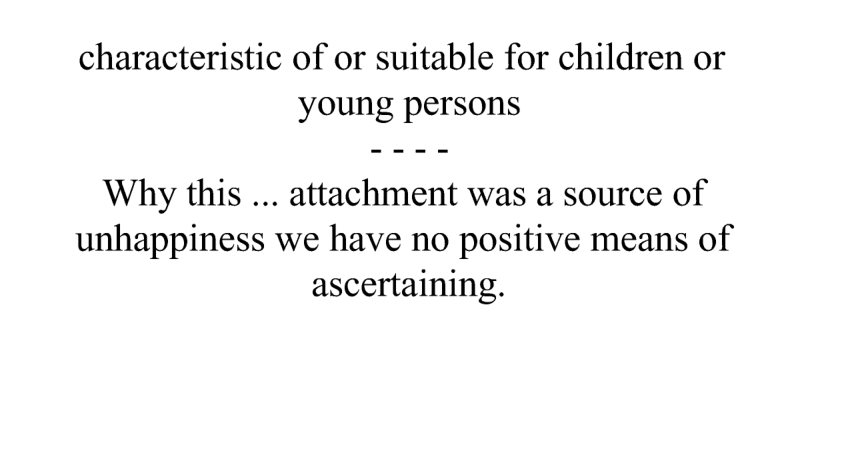 characteristic of or suitable for children or
young persons
- - - -
Why this ... attachment was a source of
unhappiness we have no positive means of
ascertaining.